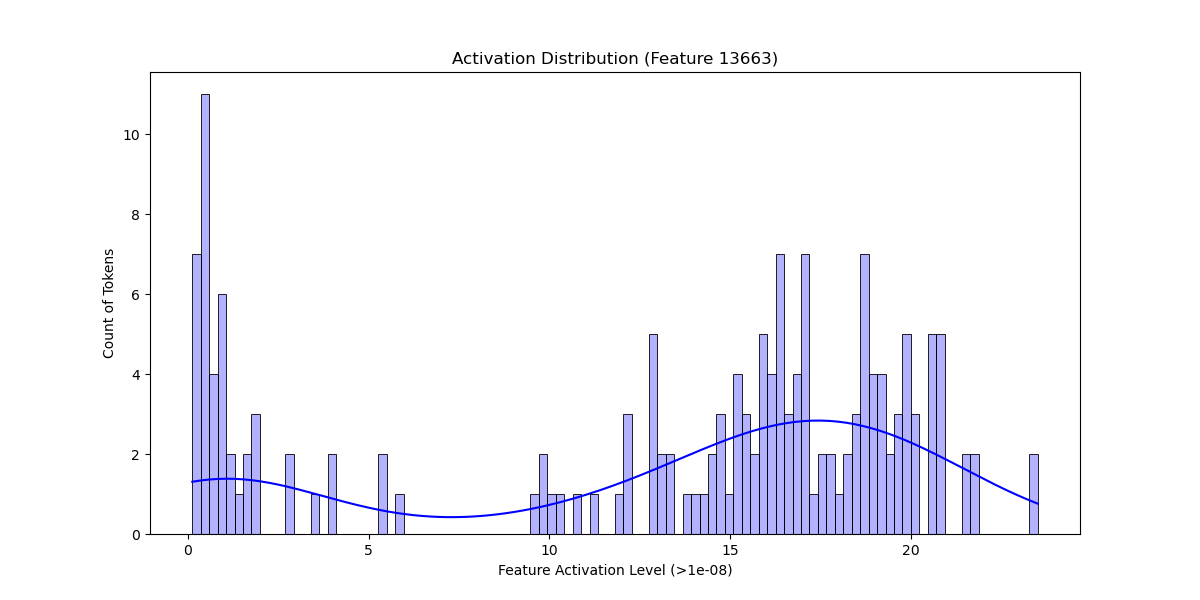 Activation Distribution (Feature 13663)
10
8
6
4
2
0
Count of Tokens
0 5 10 15 20
Feature Activation Level (>1e-08)